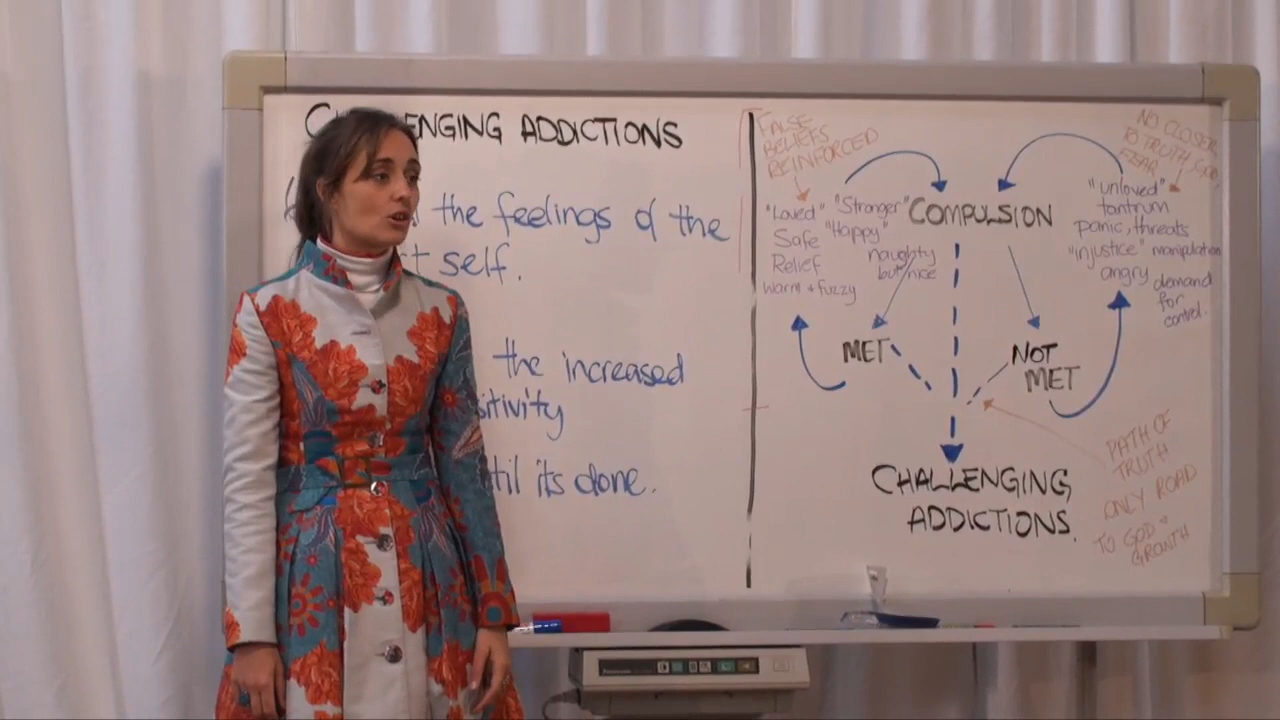 CHALLENGING ADDICTIONS
the feelings of the
self.
the increased
sitivity
til its done.
FALSE
BELIEFS
REINFORCED
"Loved"
Safe
Relief
warm + fuzzy
"Stronger"
"Happy"
naughty
but nice
COMPULSION
NO CLOSER
TO TRUTH
FEAR
"unloved"
tantrum
panic, threats
"injustice" manipulation
angry demand
for
control.
MET
NOT
MET
PATH OF
TRUTH
ONLY ROAD
TO GOD +
GROWTH
CHALLENGING
ADDICTIONS.
Panasonic